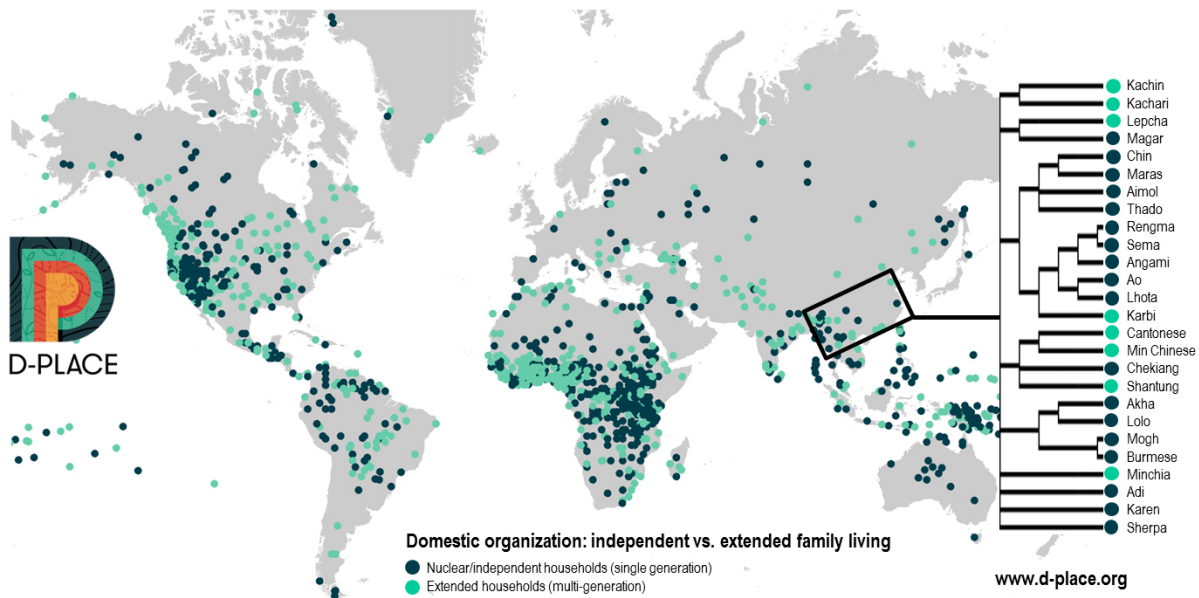 D-PLACE
Kachin
Kachari
Lepcha
Magar
Chin
Maras
Aimol
Thado
Rengma
Sema
Angami
Ao
Lhota
Karbi
Cantonese
Min Chinese
Chekiang
Shantung
Akha
Lolo
Mogh
Burmese
Minchia
Adi
Karen
Sherpa
Domestic organization: independent vs. extended family living
Nuclear/independent households (single generation)
Extended households (multi-generation)
www.d-place.org